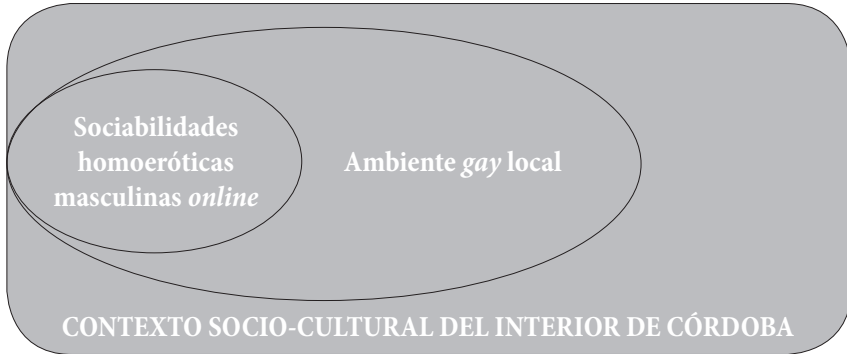 Sociabilidades
homoeróticas
masculinas online
Ambiente gay local
CONTEXTO SOCIO-CULTURAL DEL INTERIOR DE CÓRDOBA